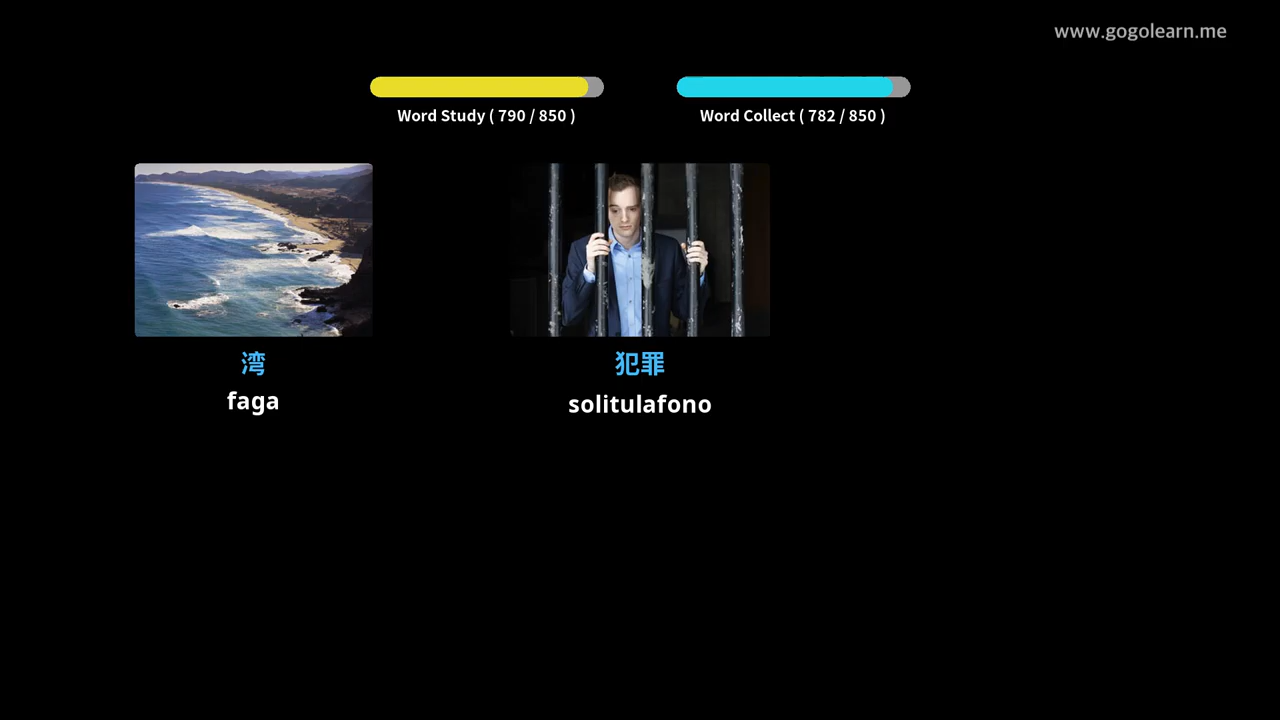 www.gogolearn.me
Word Study ( 790 / 850 )
Word Collect ( 782 / 850 )
湾
faga
犯罪
solitulafono